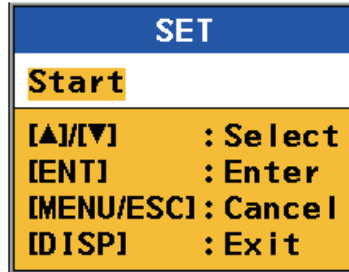 SET
Start
[▲]/[▼] :Select
[ENT] :Enter
[MENU/ESC]:Cancel
[DISP] :Exit